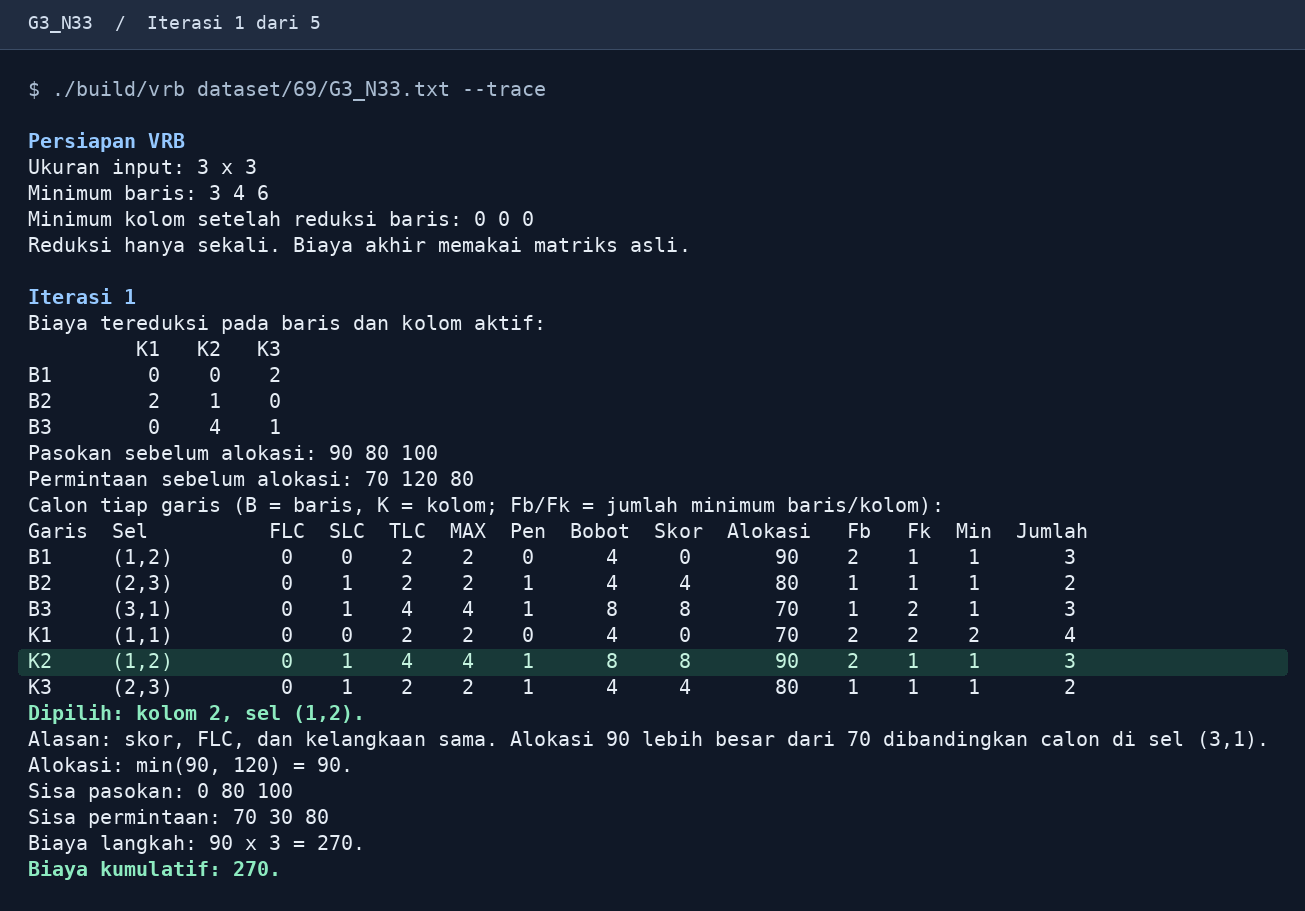 G3_N33  /  Iterasi 1 dari 5
$ ./build/vrb dataset/69/G3_N33.txt --trace
Persiapan VRB
Ukuran input: 3 x 3
Minimum baris: 3 4 6
Minimum kolom setelah reduksi baris: 0 0 0
Reduksi hanya sekali. Biaya akhir memakai matriks asli.
Iterasi 1
Biaya tereduksi pada baris dan kolom aktif:
K1 K2 K3
B1 0 0 2
B2 2 1 0
B3 0 4 1
Pasokan sebelum alokasi: 90 80 100
Permintaan sebelum alokasi: 70 120 80
Calon tiap garis (B = baris, K = kolom; Fb/Fk = jumlah minimum baris/kolom):
Garis Sel FLC SLC TLC MAX Pen Bobot Skor Alokasi Fb Fk Min Jumlah
B1 (1,2) 0 0 2 2 0 4 0 90 2 1 1 3
B2 (2,3) 0 1 2 2 1 4 4 80 1 1 1 2
B3 (3,1) 0 1 4 4 1 8 8 70 1 2 1 3
K1 (1,1) 0 0 2 2 0 4 0 70 2 2 2 4
K2 (1,2) 0 1 4 4 1 8 8 90 2 1 1 3
K3 (2,3) 0 1 2 2 1 4 4 80 1 1 1 2
Dipilih: kolom 2, sel (1,2).
Alasan: skor, FLC, dan kelangkaan sama. Alokasi 90 lebih besar dari 70 dibandingkan calon di sel (3,1).
Alokasi: min(90, 120) = 90.
Sisa pasokan: 0 80 100
Sisa permintaan: 70 30 80
Biaya langkah: 90 x 3 = 270.
Biaya kumulatif: 270.